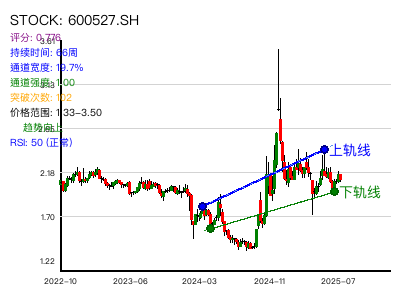 STOCK: 600527.SH
评分: 0.776
3.61
持续时间: 66周
通道宽度: 19.7%
通道强度: 1.00
突破次数: 102
价格范围: 1.33−3.50
RSI: 50 (正常)
上轨线
2.18
下轨线
1.70
1.22
2022−10
2023−06
2024−03
2024−11
2025−07